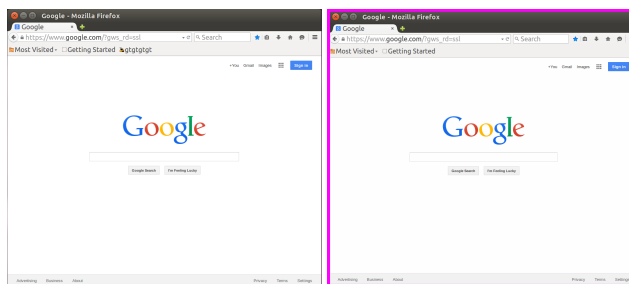 Google - Mozilla Firefox
Google
https://www.google.com/?gws_rd=ssl
Search
Most Visited
Getting Started
gtgtgtgt
+You Gmail Images
Sign in
Google
Google Search
I'm Feeling Lucky
Advertising Business About
Privacy Terms Settings
Google - Mozilla Firefox
Google
https://www.google.com/?gws_rd=ssl
Search
Most Visited
Getting Started
+You Gmail Images
Sign in
Google
Google Search
I'm Feeling Lucky
Advertising Business About
Privacy Terms Settings